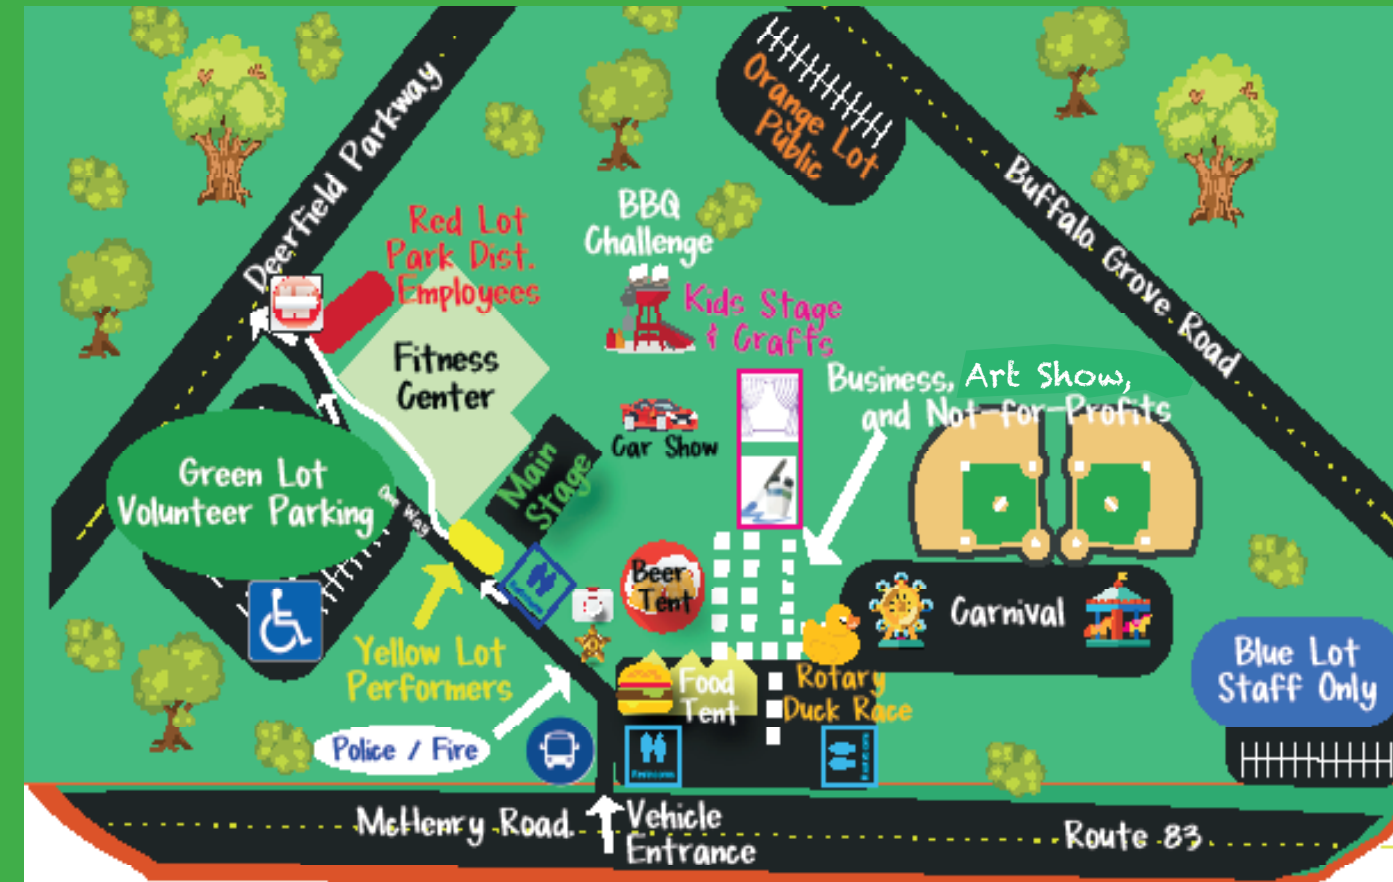 Deerfield Parkway
Orange Lot
Public
Buffalo Grove Road
Red Lot
Park Dist.
Employees
BBQ
Challenge
Kids Stage
& Crafts
Fitness
Center
Business, Art Show,
and Not-for-Profits
Car Show
Main
Stage
Green Lot
Volunteer Parking
One Way
Beer
Tent
Carnival
Yellow Lot
Performers
Food
Tent
Rotary
Duck Race
Blue Lot
Staff Only
Police / Fire
Restrooms
McHenry Road
Vehicle
Entrance
Route 83